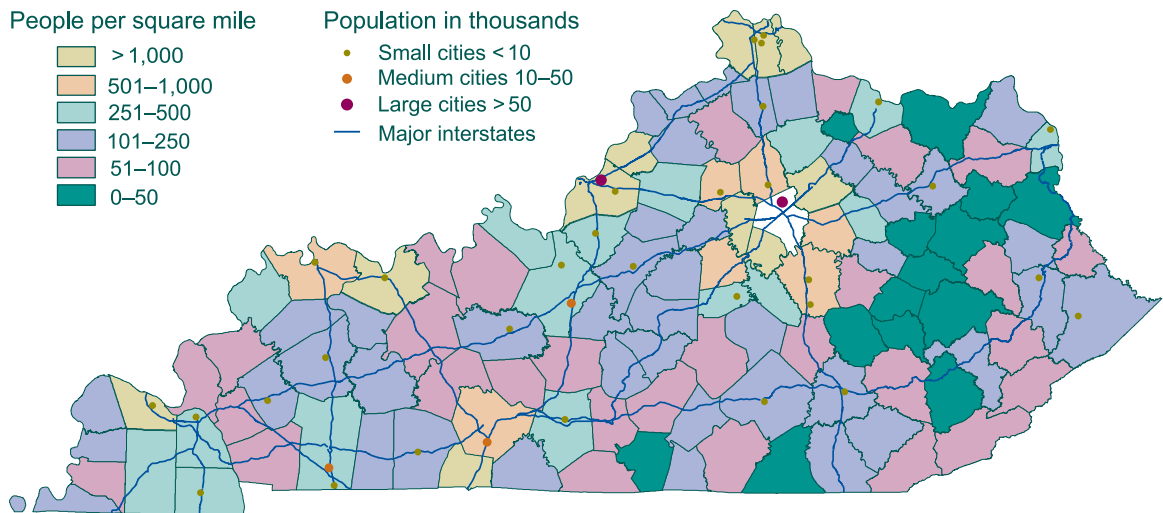 People per square mile
> 1,000
501–1,000
251–500
101–250
51–100
0–50
Population in thousands
Small cities < 10
Medium cities 10–50
Large cities > 50
Major interstates